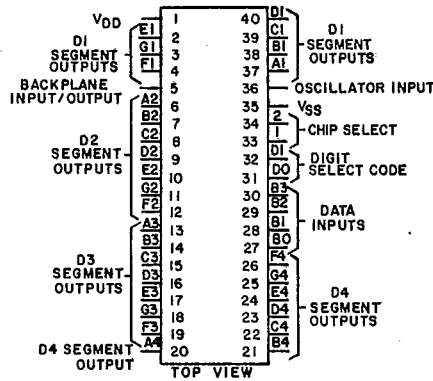 VDD 1 40 D1
E1 2 39 C1
G1 3 38 B1
F1 4 37 A1
D1 SEGMENT OUTPUTS
D1 SEGMENT OUTPUTS
BACKPLANE INPUT/OUTPUT 5 36 OSCILLATOR INPUT
A2 6 35 VSS
B2 7 34 2
C2 8 33 1
CHIP SELECT
D2 9 32 D1
E2 10 31 D0
DIGIT SELECT CODE
D2 SEGMENT OUTPUTS
G2 11 30 B3
F2 12 29 B2
A3 13 28 B1
B3 14 27 B0
DATA INPUTS
C3 15 26 F4
D3 16 25 G4
E3 17 24 E4
G3 18 23 D4
F3 19 22 C4
D3 SEGMENT OUTPUTS
D4 SEGMENT OUTPUTS
D4 SEGMENT OUTPUT A4 20 21 B4
TOP VIEW